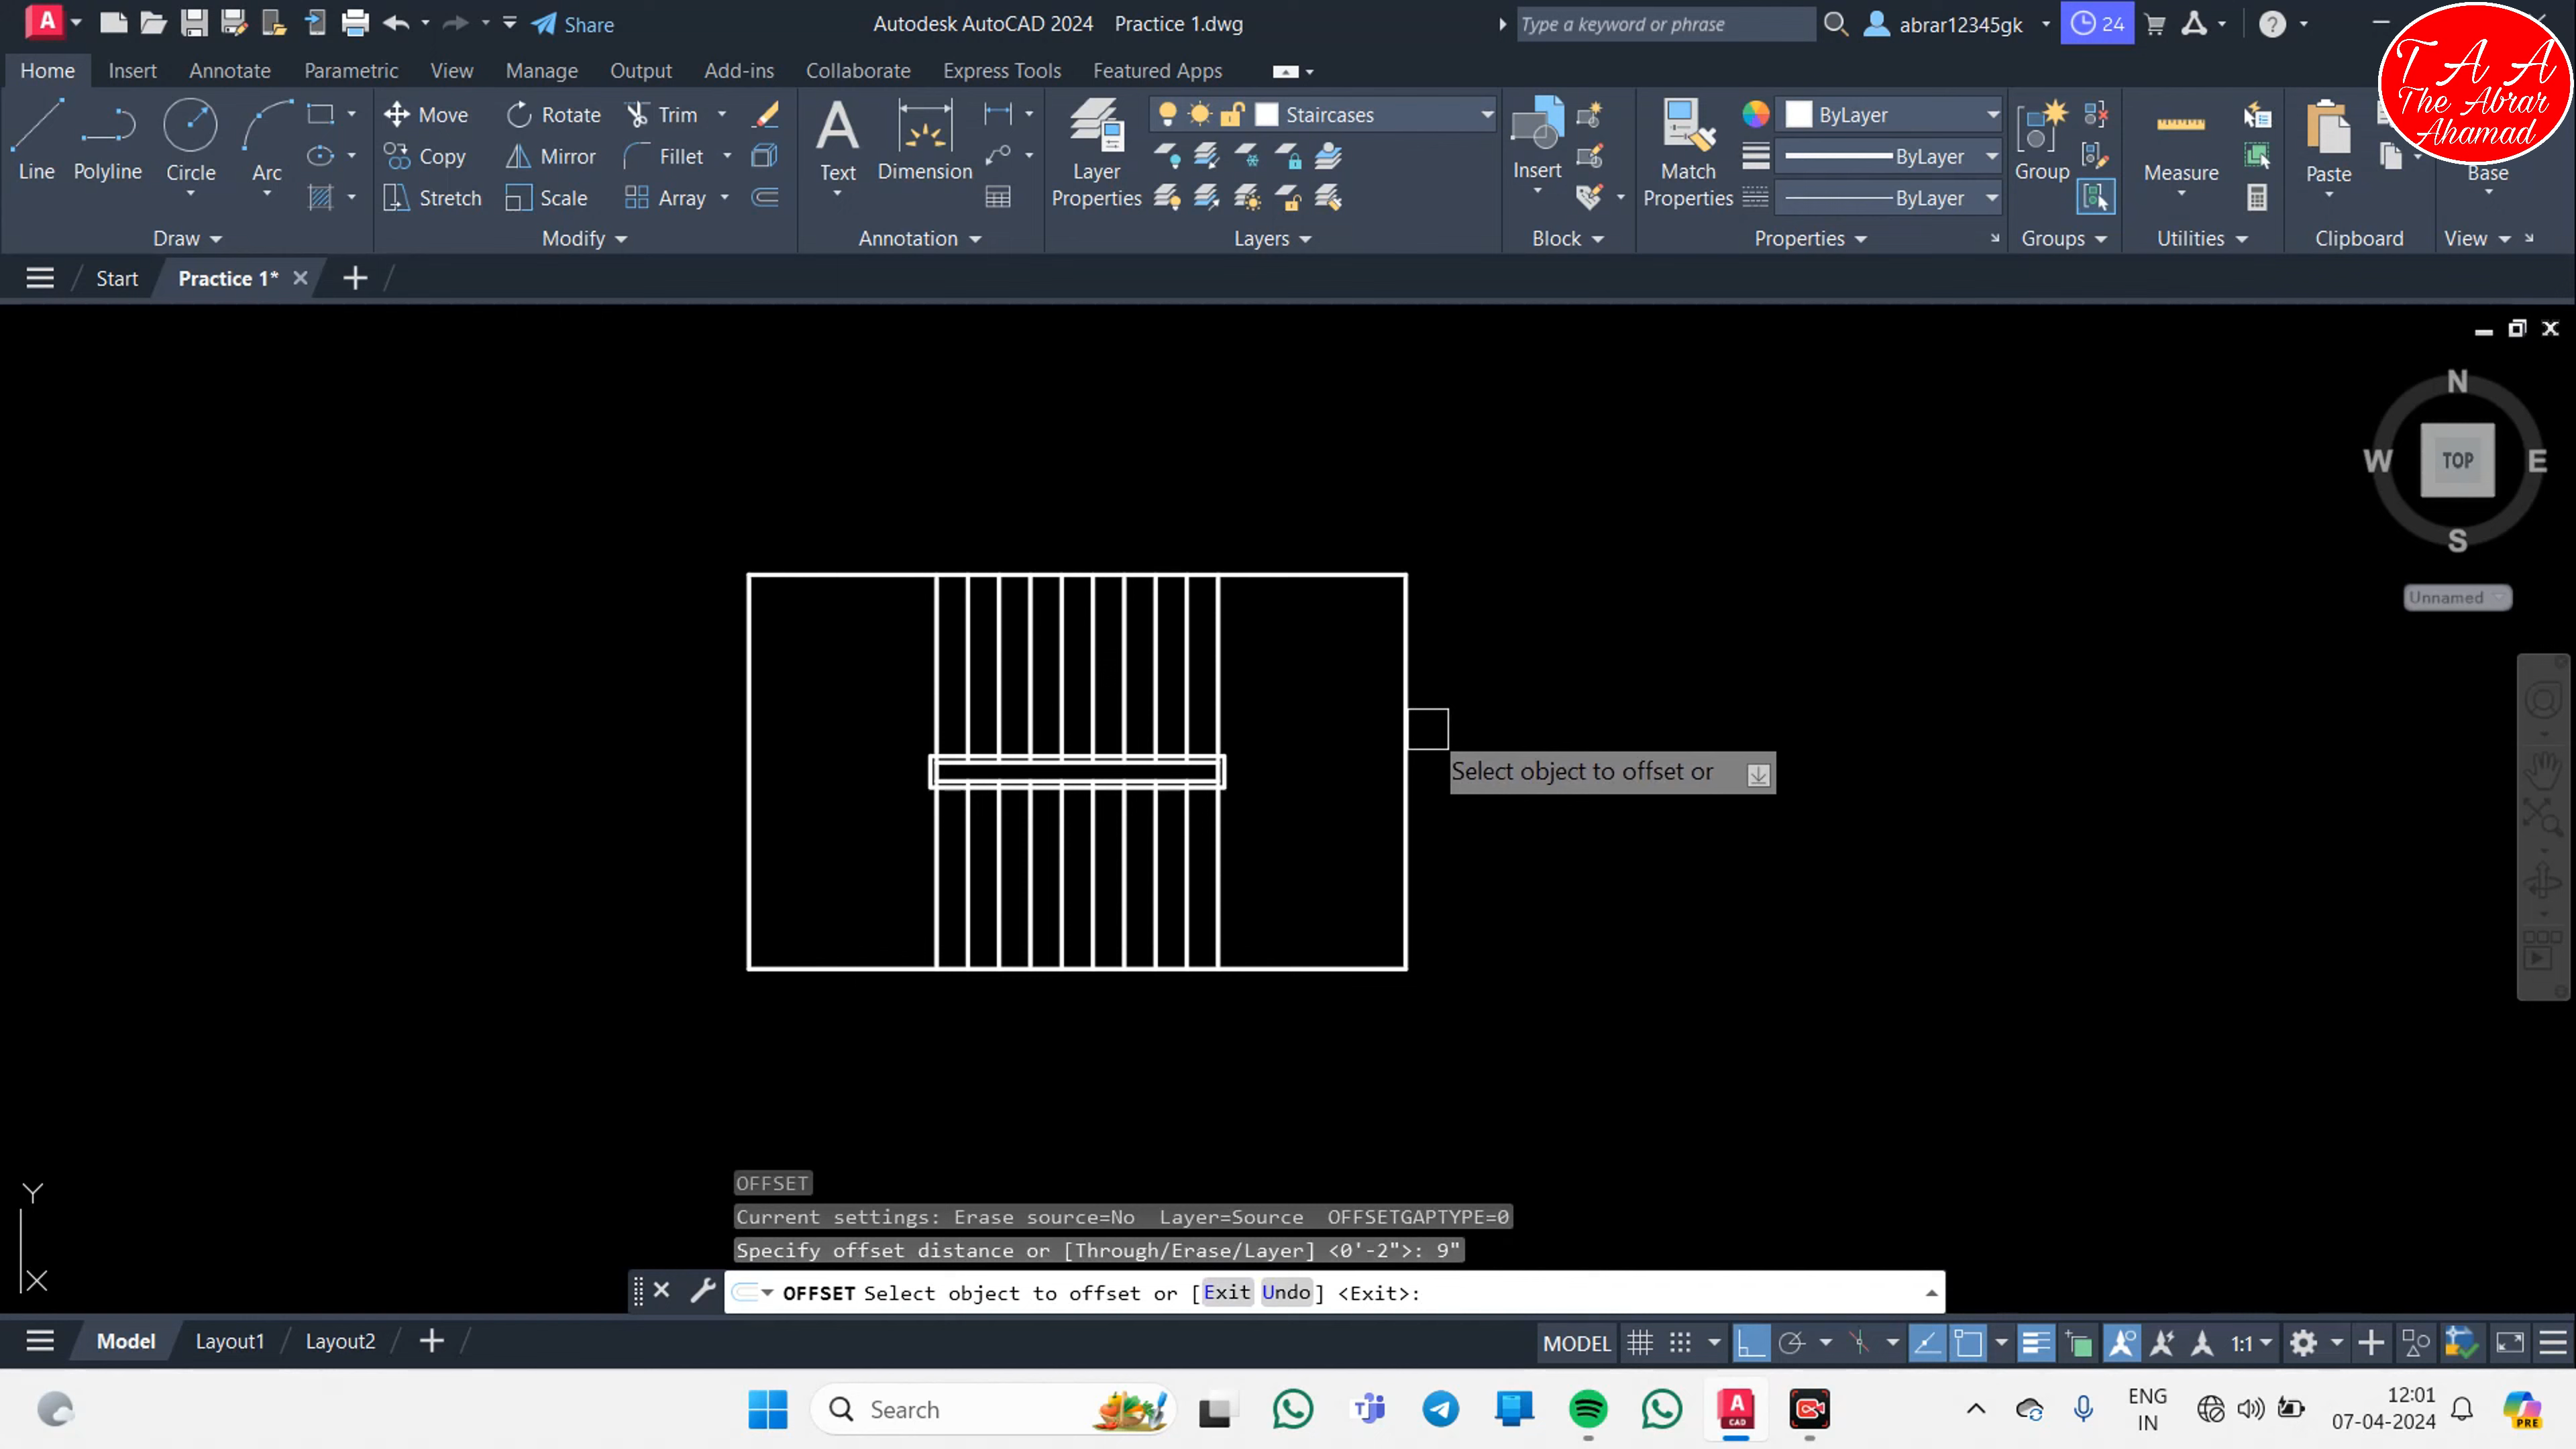 A Share Autodesk AutoCAD 2024 Practice 1.dwg Type a keyword or phrase abrar12345gk 24
T A A
The Abrar
Ahamad
Home Insert Annotate Parametric View Manage Output Add-ins Collaborate Express Tools Featured Apps
Line Polyline Circle Arc
Move Rotate Trim
Copy Mirror Fillet
Stretch Scale Array
Text Dimension
Layer
Properties
Staircases
Insert
Match
Properties
ByLayer
ByLayer
ByLayer
Group
Measure
Paste
Base
Draw Modify Annotation Layers Block Properties Groups Utilities Clipboard View
Start Practice 1*
N
W TOP E
S
Unnamed
Select object to offset or
Y
X
OFFSET
Current settings: Erase source=No Layer=Source OFFSETGAPTYPE=0
Specify offset distance or [Through/Erase/Layer] <0'-2">: 9"
OFFSET Select object to offset or [Exit Undo] <Exit>:
Model Layout1 Layout2 MODEL 1:1
Search
A
CAD
ENG
IN
12:01
07-04-2024
PRE